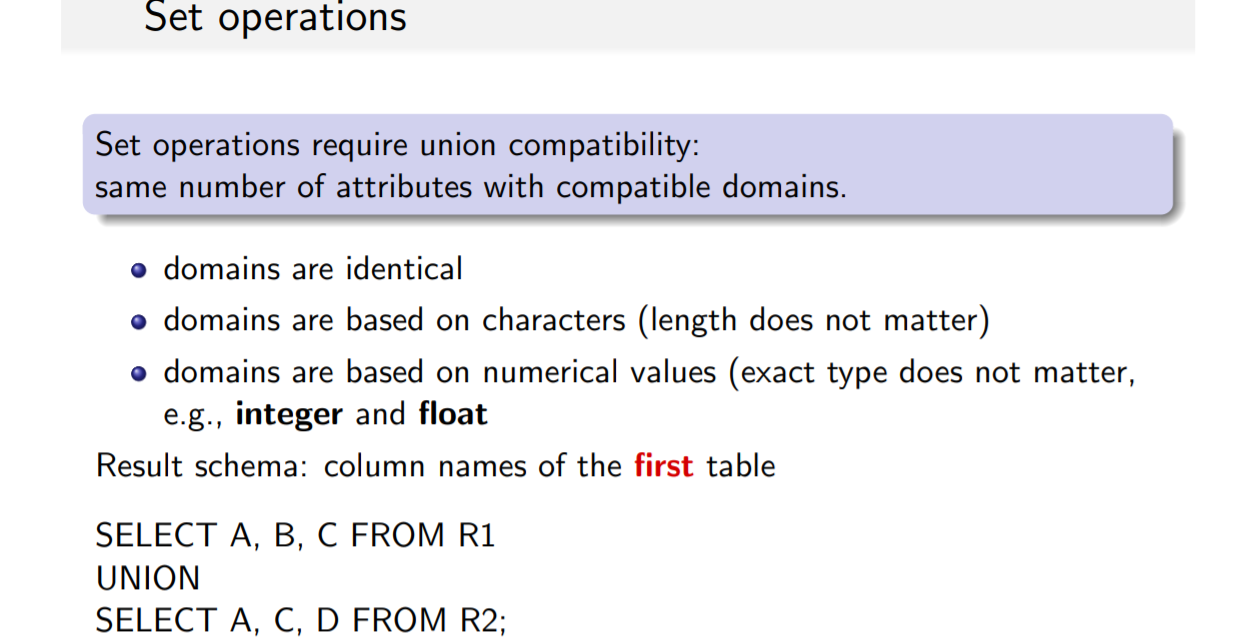 Set operations
Set operations require union compatibility:
same number of attributes with compatible domains.
domains are identical
domains are based on characters (length does not matter)
domains are based on numerical values (exact type does not matter,
e.g., integer and float
Result schema: column names of the first table
SELECT A, B, C FROM R1
UNION
SELECT A, C, D FROM R2;